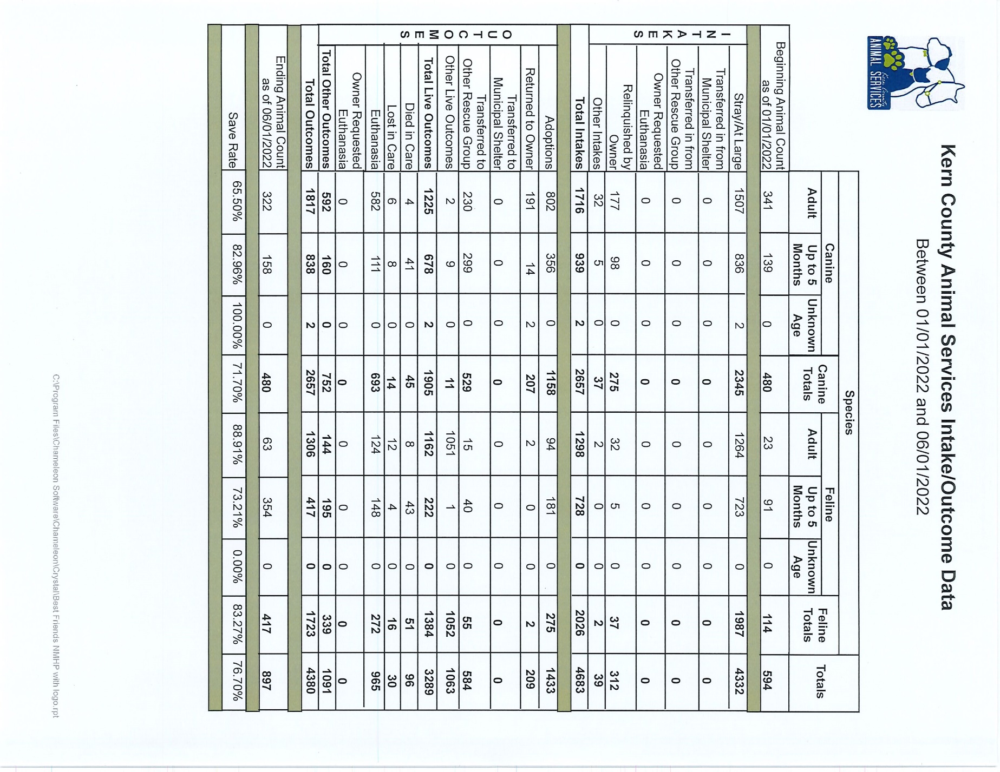 Kern County
ANIMAL SERVICES
Kern County Animal Services Intake/Outcome Data
Between 01/01/2022 and 06/01/2022
Species
Canine Canine Totals Feline Feline Totals Totals
Adult Up to 5 Months Unknown Age Adult Up to 5 Months Unknown Age
Beginning Animal Count
as of 01/01/2022 341 139 0 480 23 91 0 114 594
INTAKES
Stray/At Large 1507 836 2 2345 1264 723 0 1987 4332
Transferred in from
Municipal Shelter 0 0 0 0 0 0 0 0 0
Transferred in from
Other Rescue Group 0 0 0 0 0 0 0 0 0
Owner Requested
Euthanasia 0 0 0 0 0 0 0 0 0
Relinquished by
Owner 177 98 0 275 32 5 0 37 312
Other Intakes 32 5 0 37 2 0 0 2 39
Total Intakes 1716 939 2 2657 1298 728 0 2026 4683
OUTCOMES
Adoptions 802 356 0 1158 94 181 0 275 1433
Returned to Owner 191 14 2 207 2 0 0 2 209
Transferred to
Municipal Shelter 0 0 0 0 0 0 0 0 0
Transferred to
Other Rescue Group 230 299 0 529 15 40 0 55 584
Other Live Outcomes 2 9 0 11 1051 1 0 1052 1063
Total Live Outcomes 1225 678 2 1905 1162 222 0 1384 3289
Died in Care 4 41 0 45 8 43 0 51 96
Lost in Care 6 8 0 14 12 4 0 16 30
Euthanasia 582 111 0 693 124 148 0 272 965
Owner Requested
Euthanasia 0 0 0 0 0 0 0 0 0
Total Other Outcomes 592 160 0 752 144 195 0 339 1091
Total Outcomes 1817 838 2 2657 1306 417 0 1723 4380
Ending Animal Count
as of 06/01/2022 322 158 0 480 63 354 0 417 897
Save Rate 65.50% 82.96% 100.00% 71.70% 88.91% 73.21% 0.00% 83.27% 76.70%
C:\Program Files\Chameleon Software\Chameleon\Crystal\Best Friends NMHP with logo.rpt